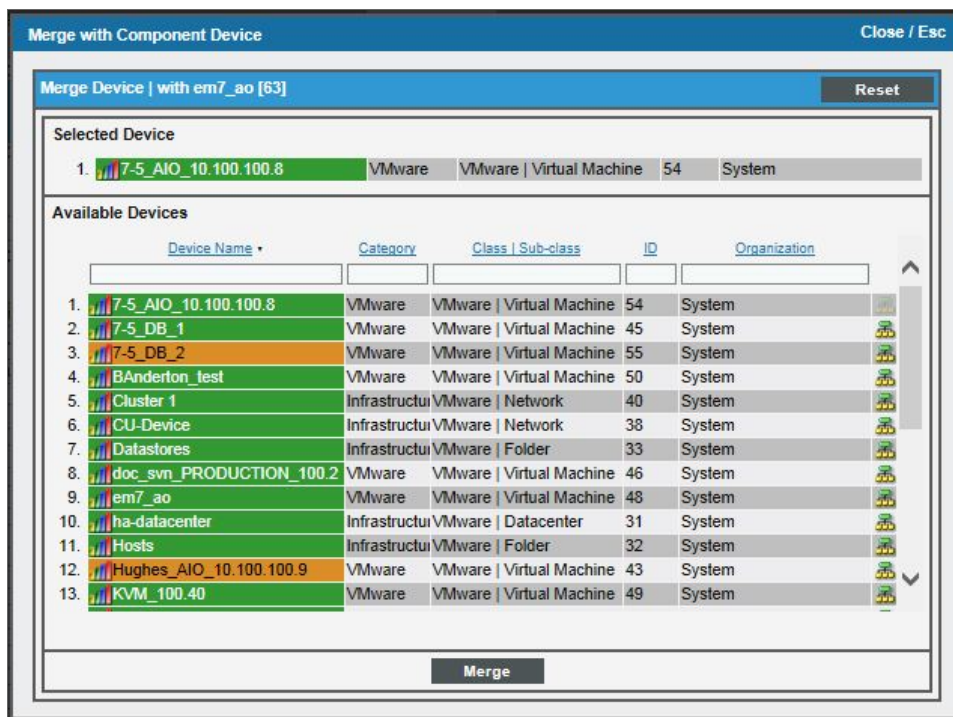 Merge with Component Device Close / Esc
Merge Device | with em7_ao [63] Reset
Selected Device
1. 7-5_AIO_10.100.100.8 VMware VMware | Virtual Machine 54 System
Available Devices
Device Name • Category Class | Sub-class ID Organization
1. 7-5_AIO_10.100.100.8 VMware VMware | Virtual Machine 54 System
2. 7-5_DB_1 VMware VMware | Virtual Machine 45 System
3. 7-5_DB_2 VMware VMware | Virtual Machine 55 System
4. BAnderton_test VMware VMware | Virtual Machine 50 System
5. Cluster 1 Infrastructu VMware | Network 40 System
6. CU-Device Infrastructu VMware | Network 38 System
7. Datastores Infrastructu VMware | Folder 33 System
8. doc_svn_PRODUCTION_100.2 VMware VMware | Virtual Machine 46 System
9. em7_ao VMware VMware | Virtual Machine 48 System
10. ha-datacenter Infrastructu VMware | Datacenter 31 System
11. Hosts Infrastructu VMware | Folder 32 System
12. Hughes_AIO_10.100.100.9 VMware VMware | Virtual Machine 43 System
13. KVM_100.40 VMware VMware | Virtual Machine 49 System
Merge